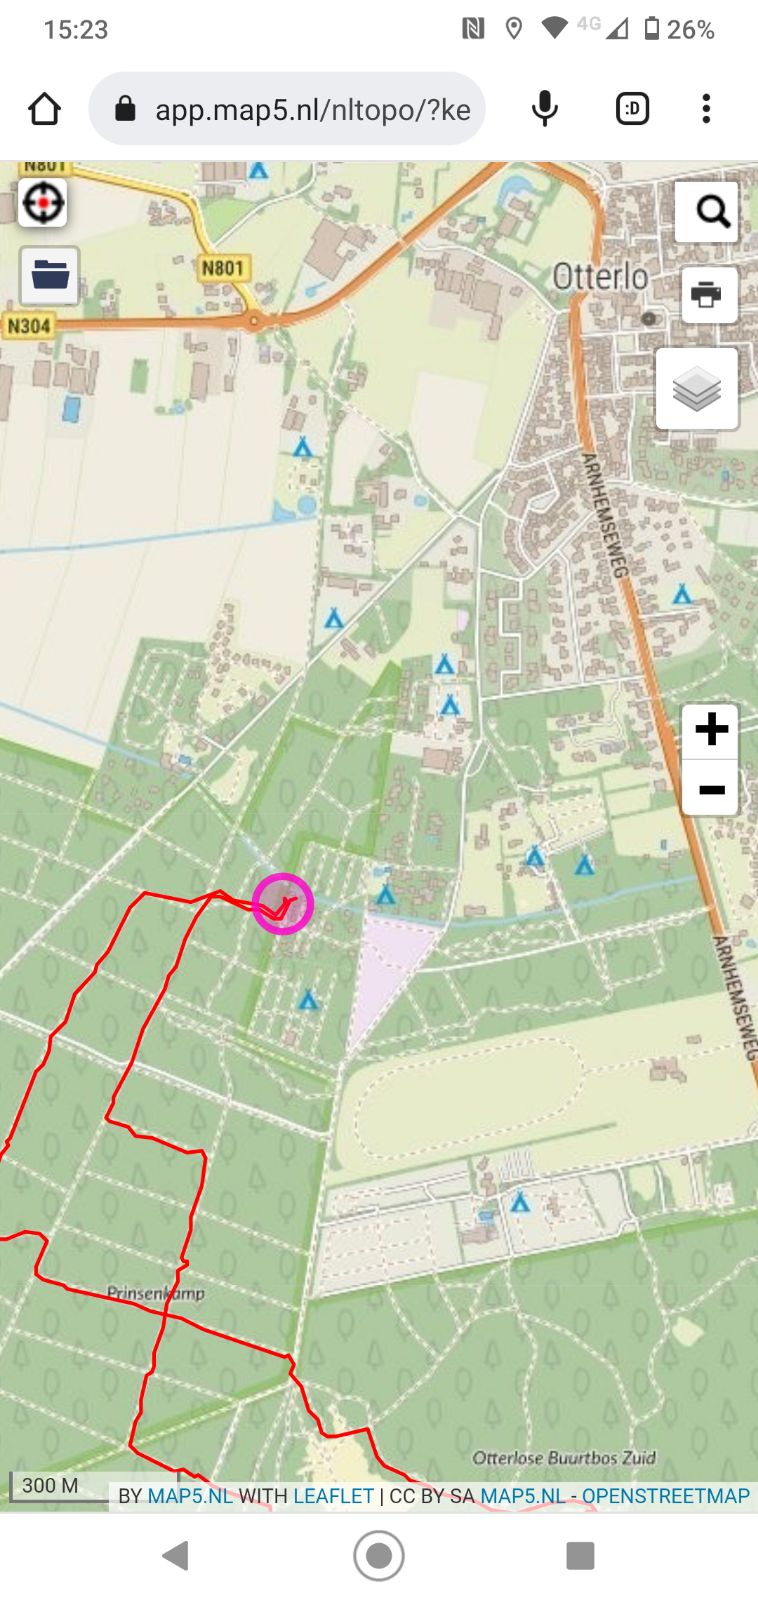 15:23
4G
26%
app.map5.nl/nltopo/?ke
:D
N801
N801
Otterlo
N304
ARNHEMSEWEG
ARNHEMSEWEG
Prinsenkamp
Otterlose Buurtbos Zuid
300 M
BY MAP5.NL WITH LEAFLET | CC BY SA MAP5.NL - OPENSTREETMAP